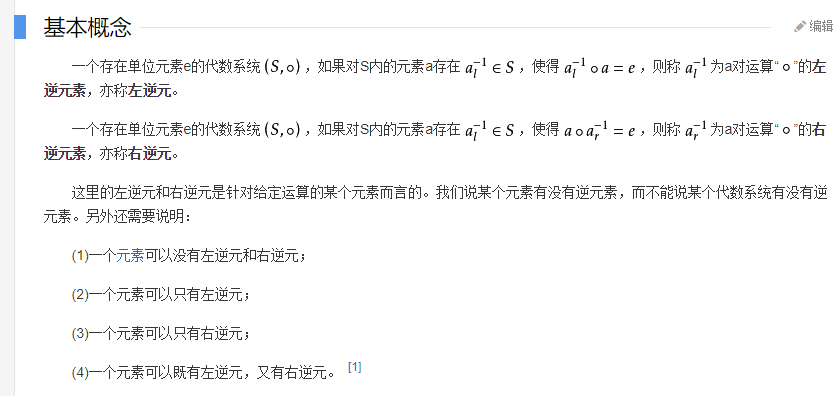 基本概念
编辑
一个存在单位元素e的代数系统 (S,∘) ，如果对S内的元素a存在 a_l^{-1} ∈ S ，使得 a_l^{-1} ∘ a = e ，则称 a_l^{-1} 为a对运算“ ∘ ”的左
逆元素，亦称左逆元。
一个存在单位元素e的代数系统 (S,∘) ，如果对S内的元素a存在 a_l^{-1} ∈ S ，使得 a ∘ a_r^{-1} = e ，则称 a_r^{-1} 为a对运算“ ∘ ”的右
逆元素，亦称右逆元。
这里的左逆元和右逆元是针对给定运算的某个元素而言的。我们说某个元素有没有逆元素，而不能说某个代数系统有没有逆
元素。另外还需要说明：
(1)一个元素可以没有左逆元和右逆元；
(2)一个元素可以只有左逆元；
(3)一个元素可以只有右逆元；
(4)一个元素可以既有左逆元，又有右逆元。 [1]